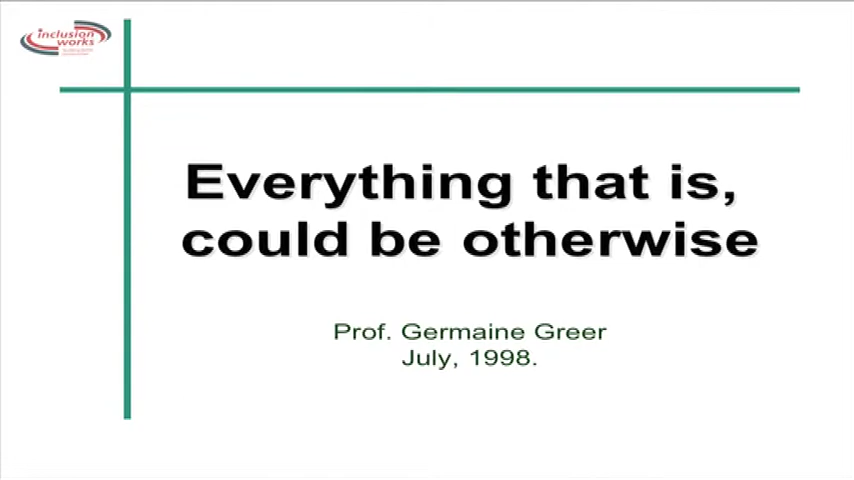 inclusion
works
Everything that is,
could be otherwise
Prof. Germaine Greer
July, 1998.